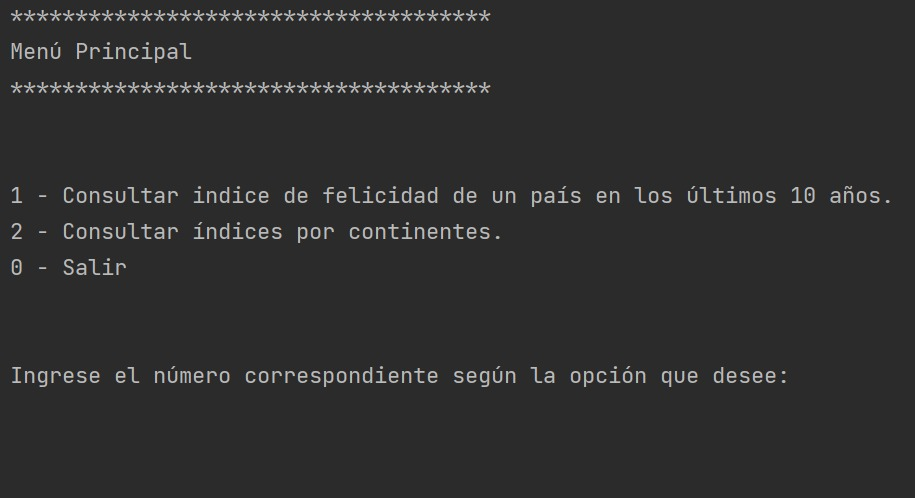 *************************************
Menú Principal
*************************************
1 - Consultar indice de felicidad de un país en los últimos 10 años.
2 - Consultar índices por continentes.
0 - Salir
Ingrese el número correspondiente según la opción que desee: